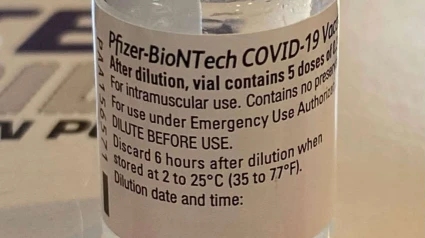 Pfizer-BioNTech COVID-19
After dilution, vial contains 5 doses of
For intramuscular use. Contains no
For use under Emergency Use
DILUTE BEFORE USE.
Discard 6 hours after dilution when
stored at 2 to 25°C (35 to 77°F).
Dilution date and time:
PAA156571